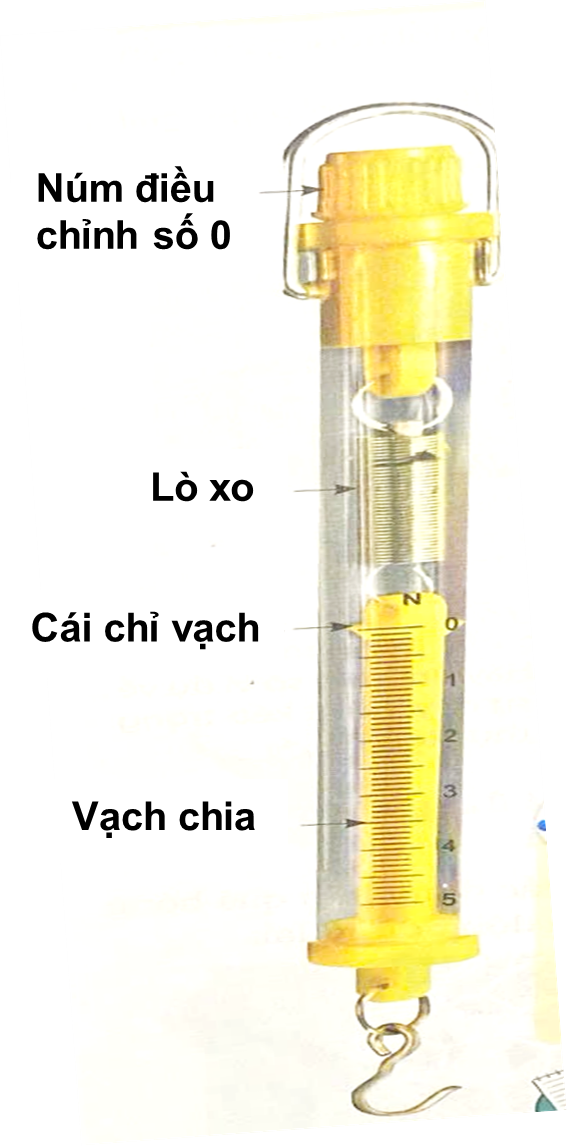 Núm điều
chỉnh số 0
Lò xo
N
Cái chỉ vạch
0
1
2
3
Vạch chia
4
5